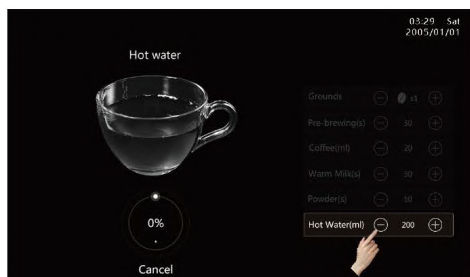 03:29 Sat
2005/01/01
Hot water
Grounds x1
Pre-brewing(s) 30
Coffee(ml) 20
Warm Milk(s) 30
Powder(s) 50
Hot Water(ml) 200
0%
Cancel